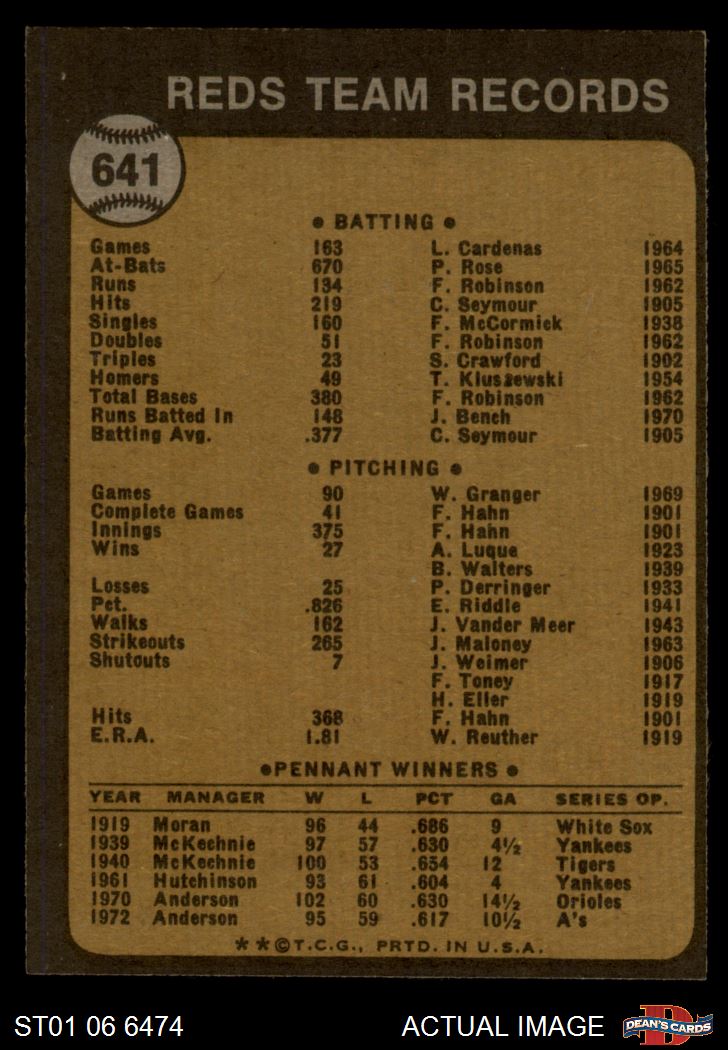 REDS TEAM RECORDS
641
● BATTING ●
Games 163 L. Cardenas 1964
At-Bats 670 P. Rose 1965
Runs 134 F. Robinson 1962
Hits 219 C. Seymour 1905
Singles 160 F. McCormick 1938
Doubles 51 F. Robinson 1962
Triples 23 S. Crawford 1902
Homers 49 T. Kluszewski 1954
Total Bases 380 F. Robinson 1962
Runs Batted In 148 J. Bench 1970
Batting Avg. .377 C. Seymour 1905
● PITCHING ●
Games 90 W. Granger 1969
Complete Games 41 F. Hahn 1901
Innings 375 F. Hahn 1901
Wins 27 A. Luque 1923
B. Walters 1939
Losses 25 P. Derringer 1933
Pct. .826 E. Riddle 1941
Walks 162 J. Vander Meer 1943
Strikeouts 265 J. Maloney 1963
Shutouts 7 J. Weimer 1906
F. Toney 1917
H. Eller 1919
Hits 368 F. Hahn 1901
E.R.A. 1.81 W. Reuther 1919
●PENNANT WINNERS ●
YEAR MANAGER W L PCT GA SERIES OP.
1919 Moran 96 44 .686 9 White Sox
1939 McKechnie 97 57 .630 4½ Yankees
1940 McKechnie 100 53 .654 12 Tigers
1961 Hutchinson 93 61 .604 4 Yankees
1970 Anderson 102 60 .630 14½ Orioles
1972 Anderson 95 59 .617 10½ A's
**©T.C.G., PRTD. IN U.S.A.
ST01 06 6474 ACTUAL IMAGE D DEAN'S CARDS